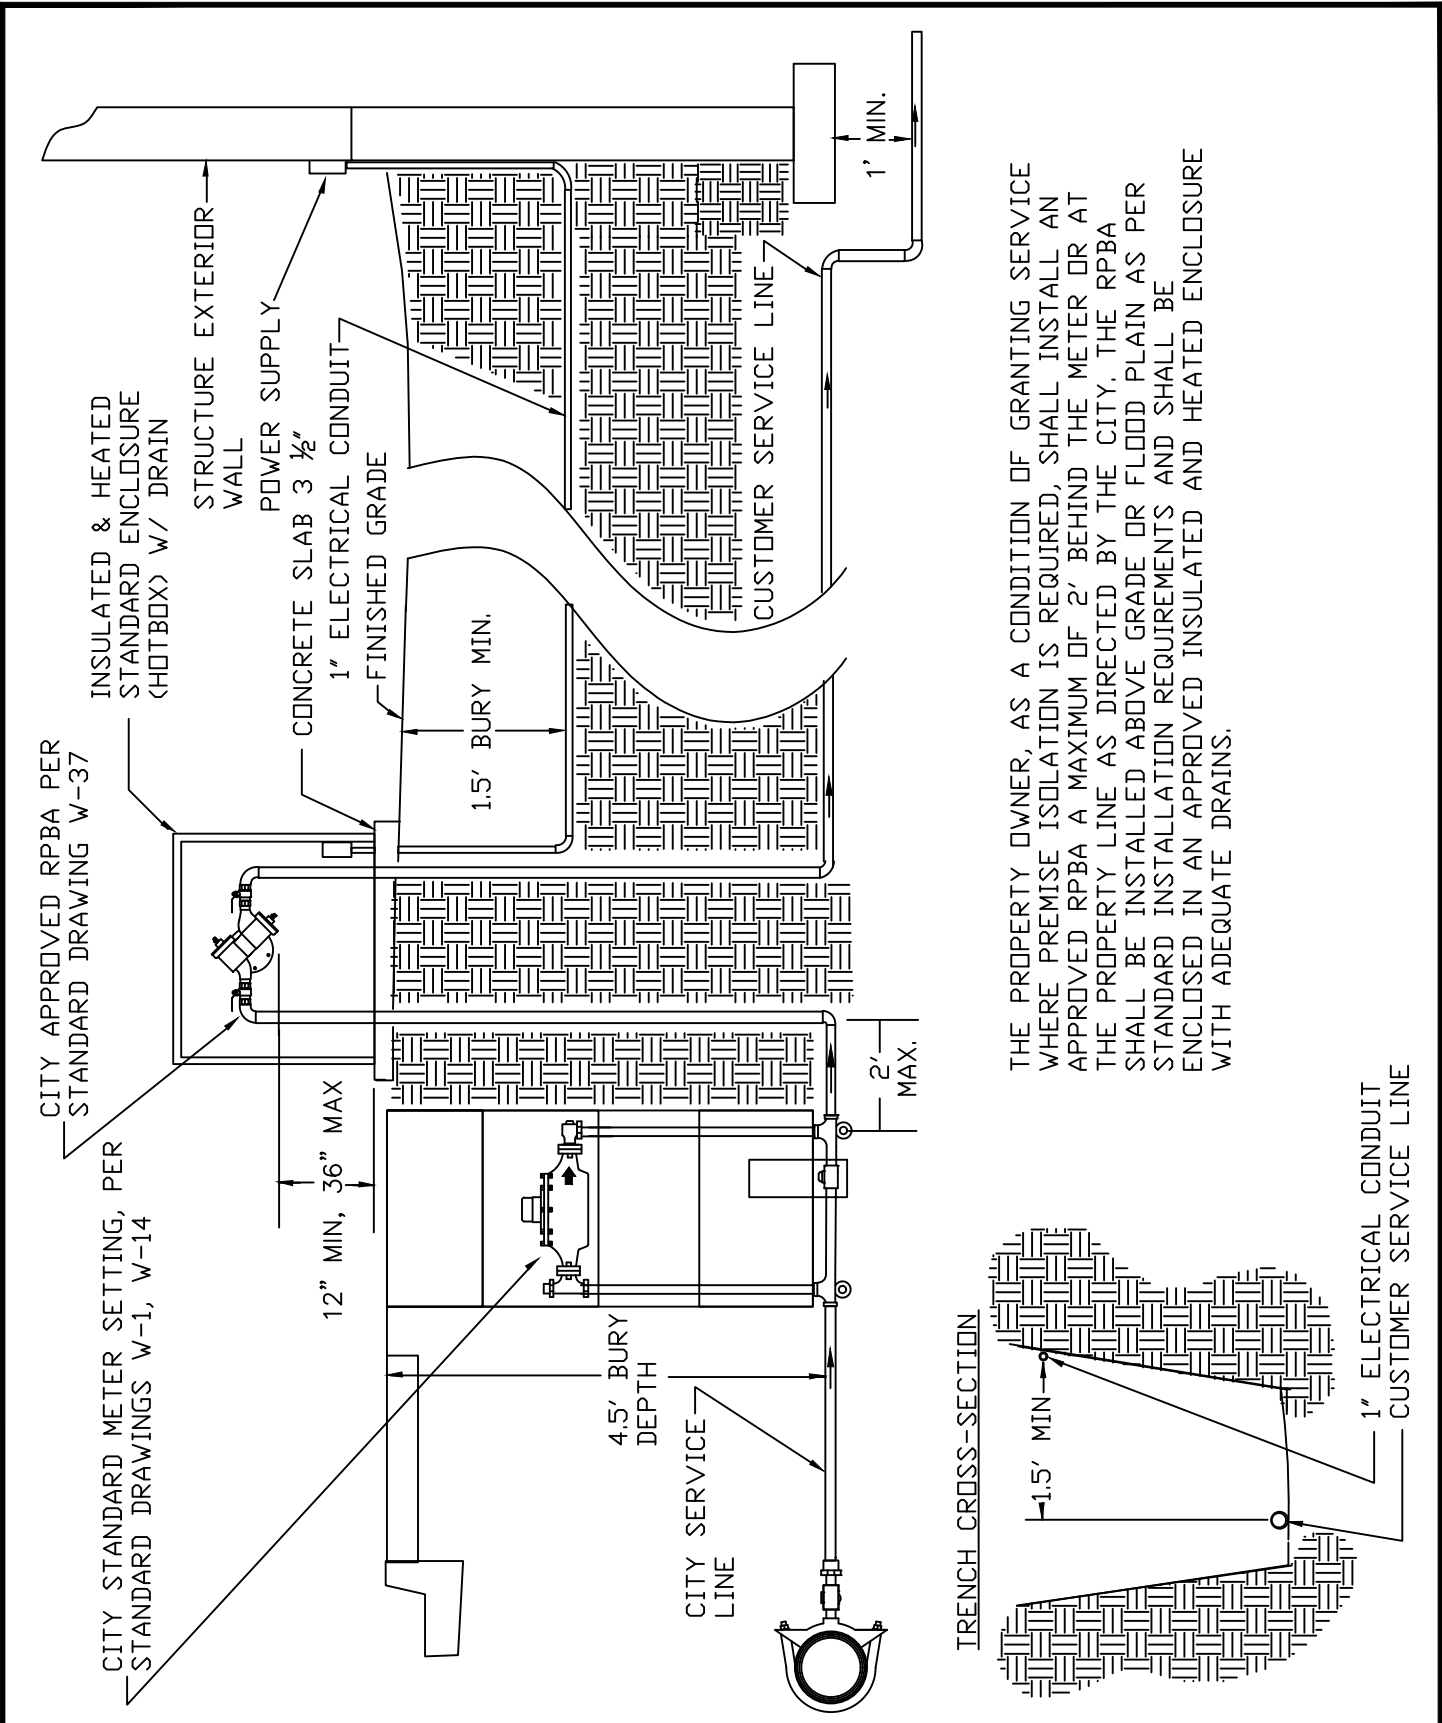 CITY STANDARD METER SETTING, PER
STANDARD DRAWINGS W-1, W-14
CITY APPROVED RPBA PER
STANDARD DRAWING W-37
INSULATED & HEATED
STANDARD ENCLOSURE
(HOTBOX) W/ DRAIN
STRUCTURE EXTERIOR
WALL
POWER SUPPLY
CONCRETE SLAB 3 ½"
1" ELECTRICAL CONDUIT
FINISHED GRADE
12" MIN, 36" MAX
1.5' BURY MIN.
4.5' BURY
DEPTH
CITY SERVICE
LINE
2'
MAX.
CUSTOMER SERVICE LINE
1' MIN.
TRENCH CROSS-SECTION
1.5' MIN
1" ELECTRICAL CONDUIT
CUSTOMER SERVICE LINE
THE PROPERTY OWNER, AS A CONDITION OF GRANTING SERVICE
WHERE PREMISE ISOLATION IS REQUIRED, SHALL INSTALL AN
APPROVED RPBA A MAXIMUM OF 2' BEHIND THE METER OR AT
THE PROPERTY LINE AS DIRECTED BY THE CITY. THE RPBA
SHALL BE INSTALLED ABOVE GRADE OR FLOOD PLAIN AS PER
STANDARD INSTALLATION REQUIREMENTS AND SHALL BE
ENCLOSED IN AN APPROVED INSULATED AND HEATED ENCLOSURE
WITH ADEQUATE DRAINS.